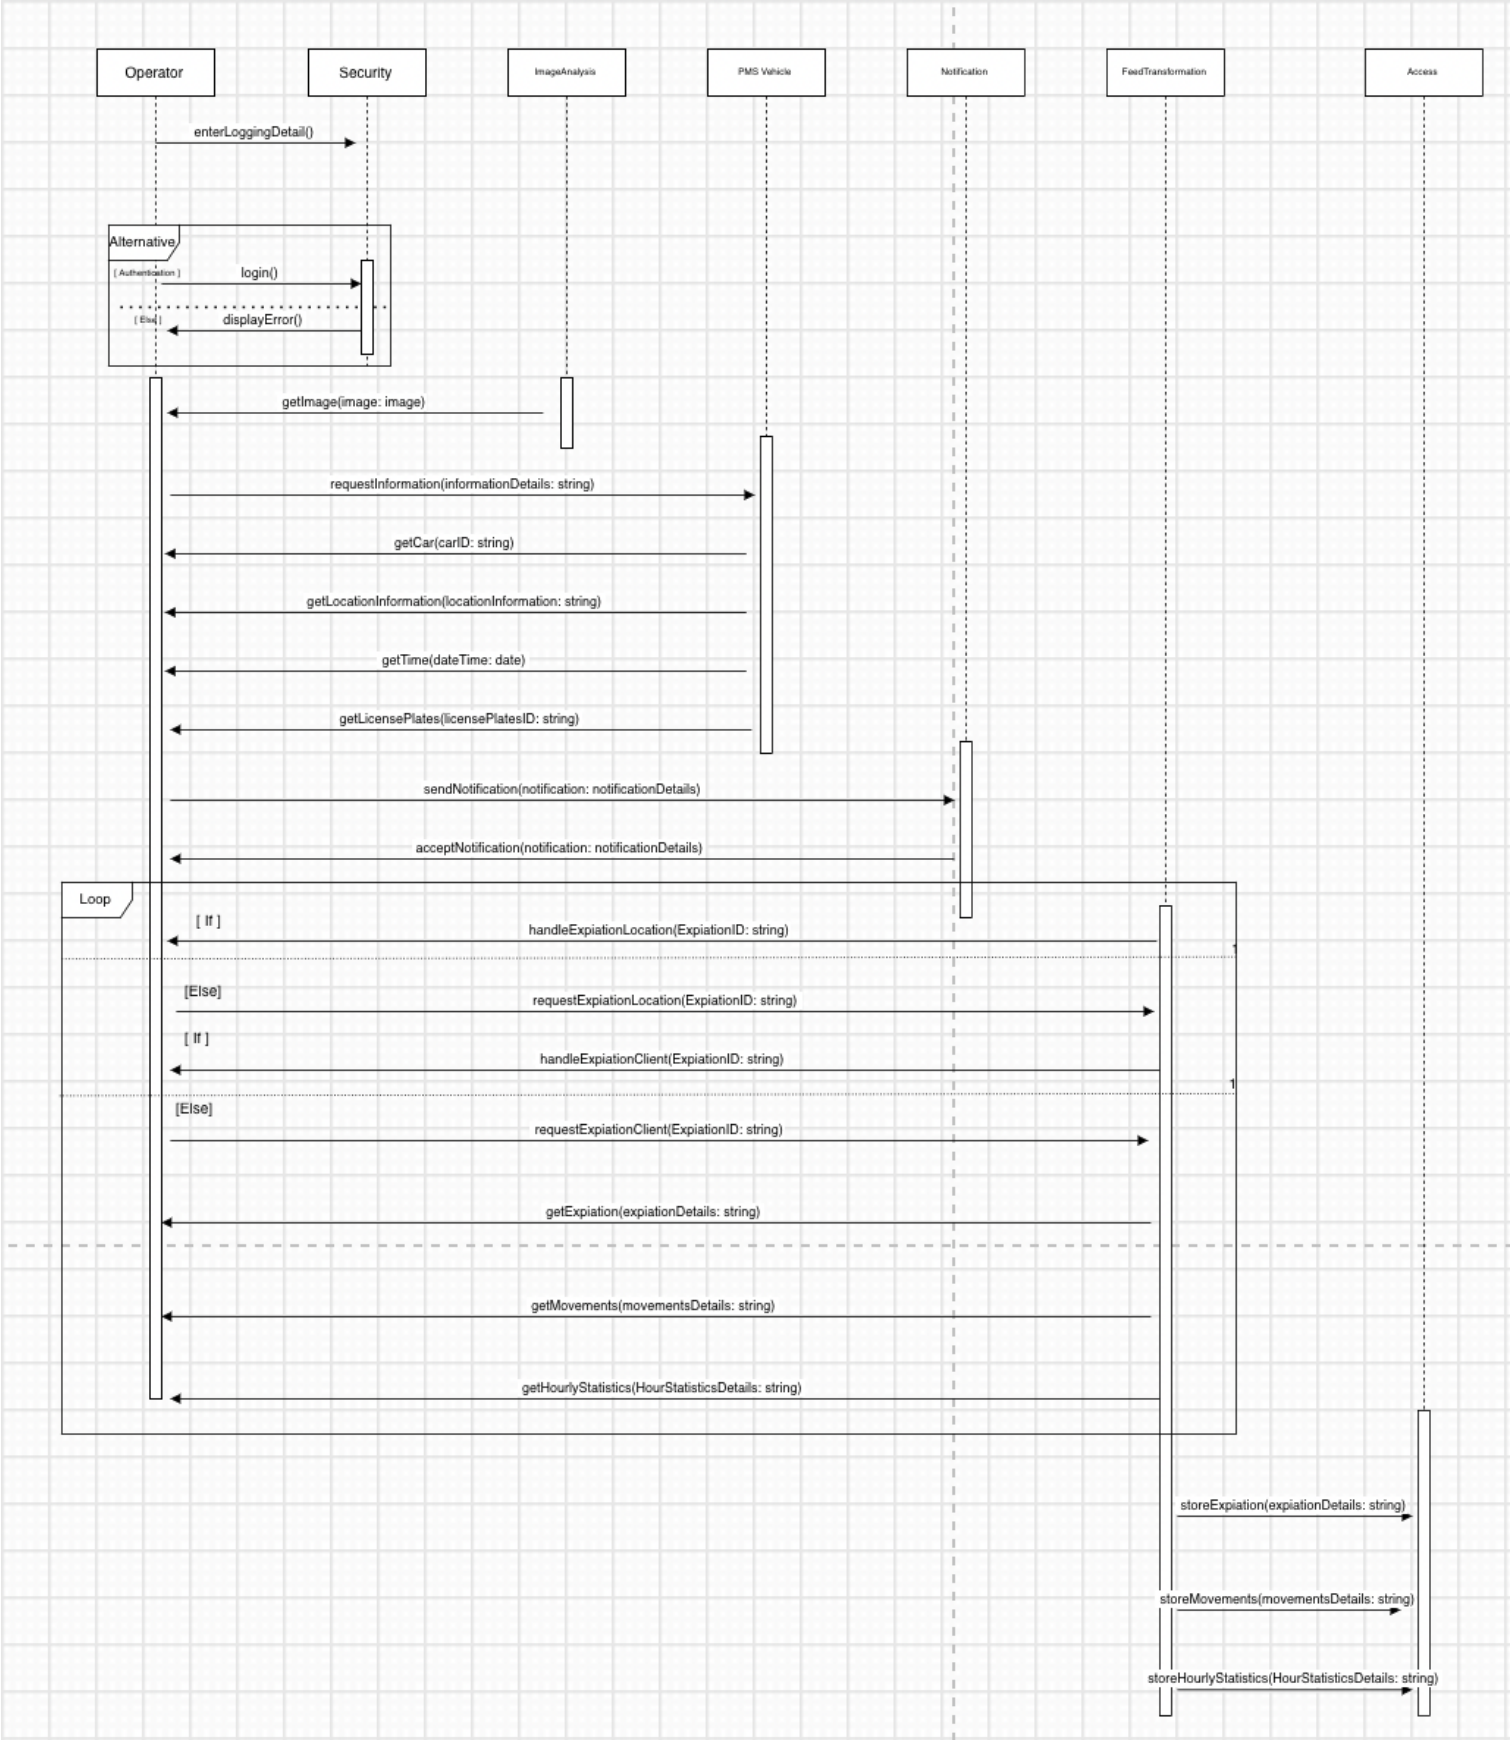 Operator
Security
ImageAnalysis
PMS Vehicle
Notification
FeedTransformation
Access
enterLoggingDetail()
Alternative
[ Authentication ]
login()
[ Else ]
displayError()
getImage(image: image)
requestInformation(informationDetails: string)
getCar(carID: string)
getLocationInformation(locationInformation: string)
getTime(dateTime: date)
getLicensePlates(licensePlatesID: string)
sendNotification(notification: notificationDetails)
acceptNotification(notification: notificationDetails)
Loop
[ If ]
handleExpiationLocation(ExpiationID: string)
1
[Else]
requestExpiationLocation(ExpiationID: string)
[ If ]
handleExpiationClient(ExpiationID: string)
1
[Else]
requestExpiationClient(ExpiationID: string)
getExpiation(expiationDetails: string)
getMovements(movementsDetails: string)
getHourlyStatistics(HourStatisticsDetails: string)
storeExpiation(expiationDetails: string)
storeMovements(movementsDetails: string)
storeHourlyStatistics(HourStatisticsDetails: string)